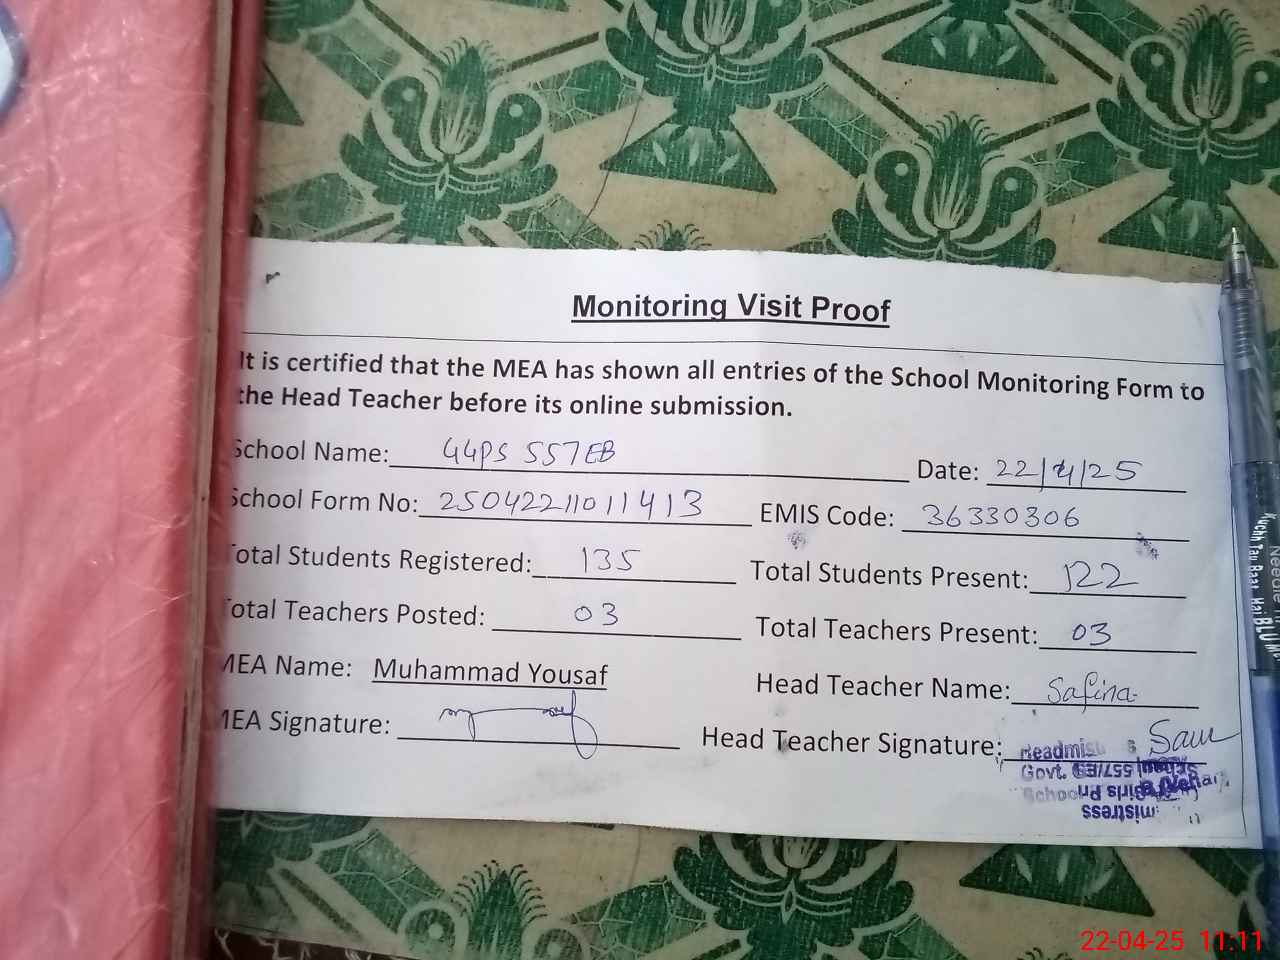 Monitoring Visit Proof
It is certified that the MEA has shown all entries of the School Monitoring Form to
the Head Teacher before its online submission.
School Name: GGPS 557EB Date: 22/4/25
School Form No: 25042211011413 EMIS Code: 36330306
Total Students Registered: 135 Total Students Present: 122
Total Teachers Posted: 03 Total Teachers Present: 03
MEA Name: Muhammad Yousaf Head Teacher Name: Safina
MEA Signature: Head Teacher Signature:
Govt.
School
mistress
22-04-25 11:11